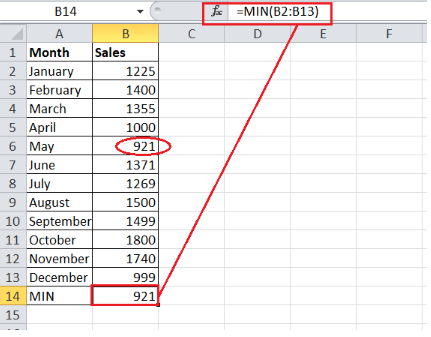 B14 fx =MIN(B2:B13)
A B C D E F
1 Month Sales
2 January 1225
3 February 1400
4 March 1355
5 April 1000
6 May 921
7 June 1371
8 July 1269
9 August 1500
10 September 1499
11 October 1800
12 November 1740
13 December 999
14 MIN 921
15